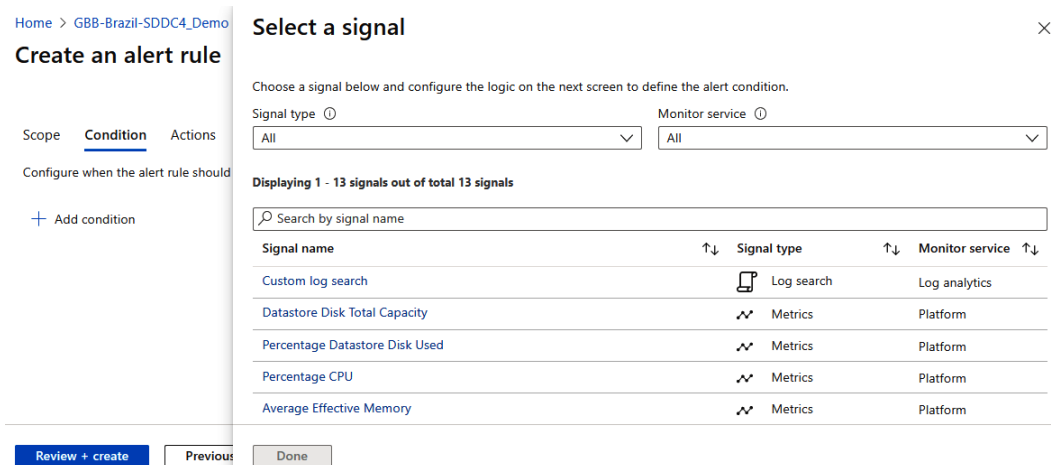 Home > GBB-Brazil-SDDC4_Demo
Create an alert rule
Scope Condition Actions
Configure when the alert rule should
+ Add condition
Review + create
Previous
Select a signal
Choose a signal below and configure the logic on the next screen to define the alert condition.
Signal type
All
Monitor service
All
Displaying 1 - 13 signals out of total 13 signals
Search by signal name
Signal name Signal type Monitor service
Custom log search Log search Log analytics
Datastore Disk Total Capacity Metrics Platform
Percentage Datastore Disk Used Metrics Platform
Percentage CPU Metrics Platform
Average Effective Memory Metrics Platform
Done